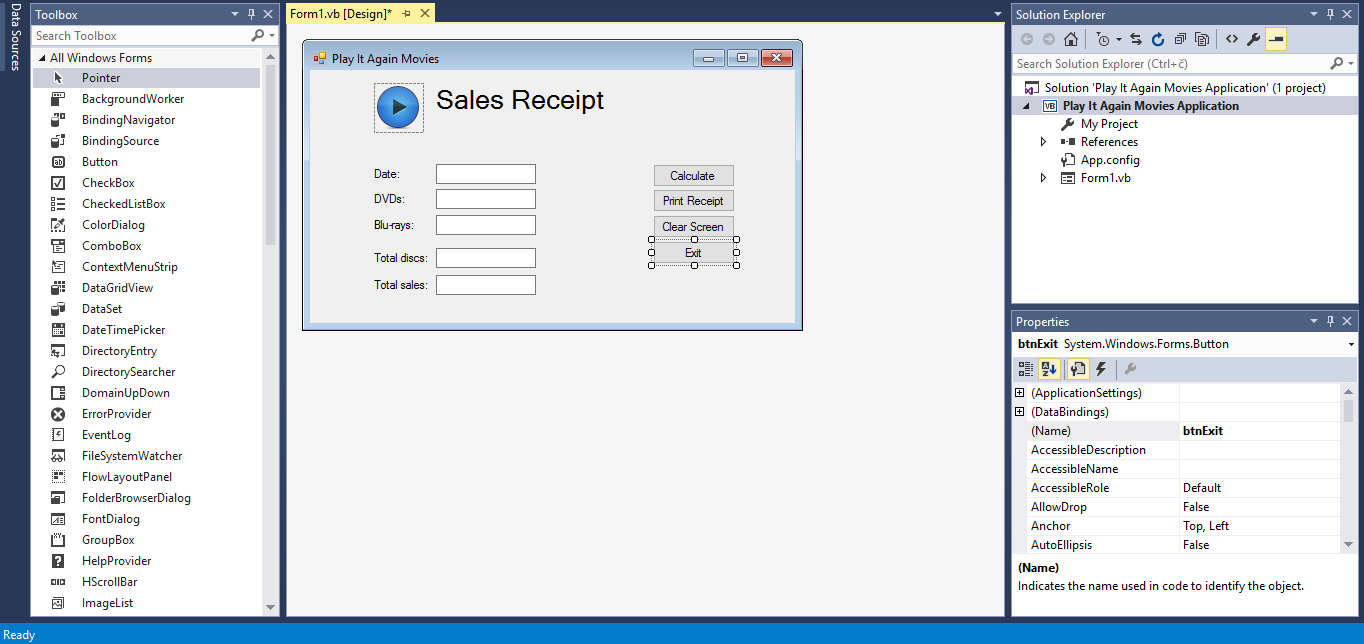 Data Sources
Toolbox
Search Toolbox
All Windows Forms
Pointer
BackgroundWorker
BindingNavigator
BindingSource
Button
CheckBox
CheckedListBox
ColorDialog
ComboBox
ContextMenuStrip
DataGridView
DataSet
DateTimePicker
DirectoryEntry
DirectorySearcher
DomainUpDown
ErrorProvider
EventLog
FileSystemWatcher
FlowLayoutPanel
FolderBrowserDialog
FontDialog
GroupBox
HelpProvider
HScrollBar
ImageList
Form1.vb [Design]*
Play It Again Movies
Sales Receipt
Date:
DVDs:
Blu-rays:
Total discs:
Total sales:
Calculate
Print Receipt
Clear Screen
Exit
Solution Explorer
Search Solution Explorer (Ctrl+č)
Solution 'Play It Again Movies Application' (1 project)
VB Play It Again Movies Application
My Project
References
App.config
Form1.vb
Properties
btnExit System.Windows.Forms.Button
(ApplicationSettings)
(DataBindings)
(Name) btnExit
AccessibleDescription
AccessibleName
AccessibleRole Default
AllowDrop False
Anchor Top, Left
AutoEllipsis False
(Name)
Indicates the name used in code to identify the object.
Ready